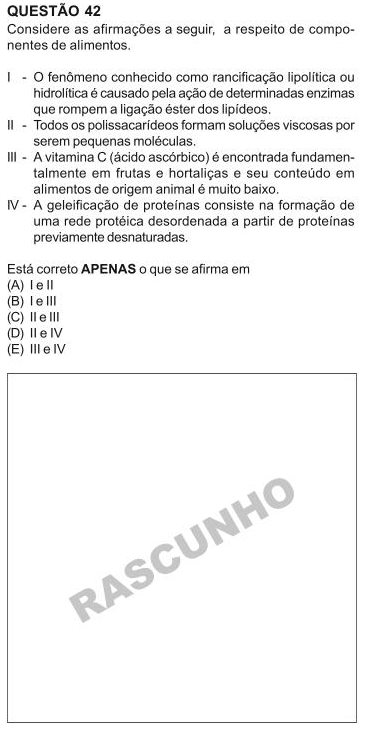 QUESTÃO 42
Considere as afirmações a seguir, a respeito de compo-
nentes de alimentos.
I - O fenômeno conhecido como rancificação lipolítica ou
hidrolítica é causado pela ação de determinadas enzimas
que rompem a ligação éster dos lipídeos.
II - Todos os polissacarídeos formam soluções viscosas por
serem pequenas moléculas.
III - A vitamina C (ácido ascórbico) é encontrada fundamen-
talmente em frutas e hortaliças e seu conteúdo em
alimentos de origem animal é muito baixo.
IV - A geleificação de proteínas consiste na formação de
uma rede protéica desordenada a partir de proteínas
previamente desnaturadas.
Está correto APENAS o que se afirma em
(A) I e II
(B) I e III
(C) II e III
(D) II e IV
(E) III e IV
RASCUNHO